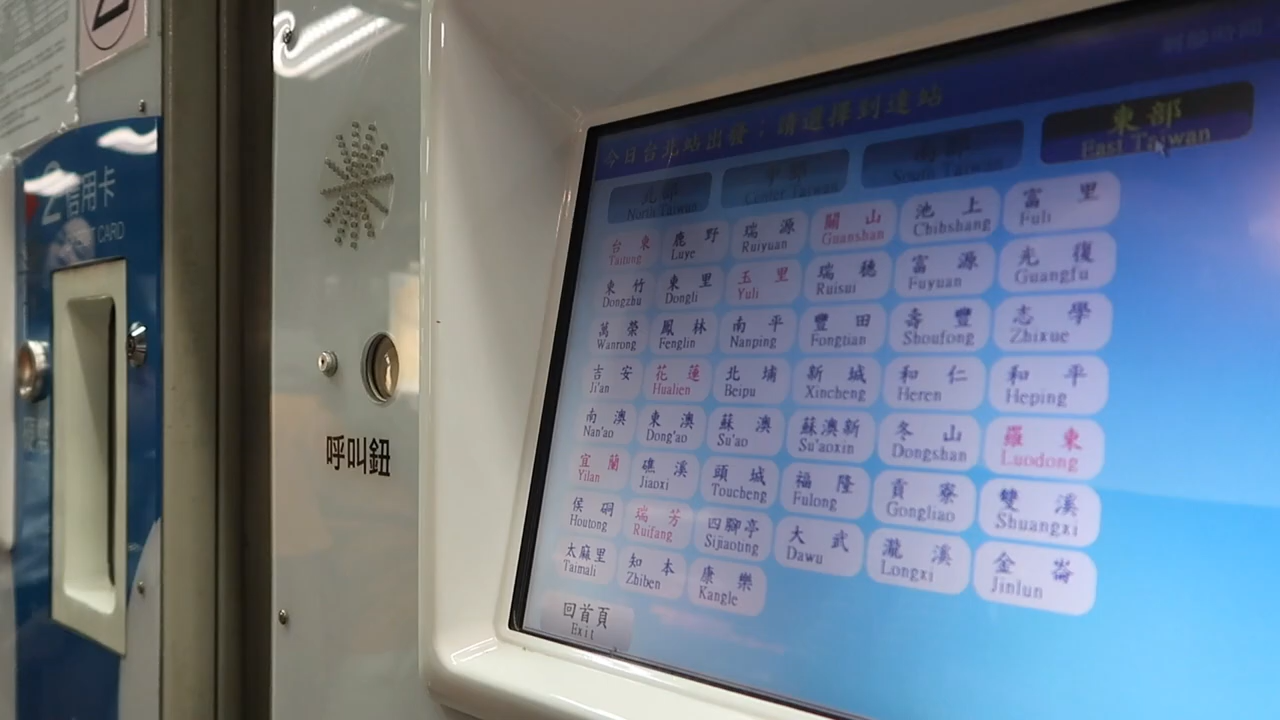 2 信用卡
CARD
呼叫鈕
今日台北站出發：請選擇到達站
北部
North Taiwan
中部
Center Taiwan
南部
South Taiwan
東部
East Taiwan
台東 鹿野 瑞源 關山 池上 富里
Taitung Luye Ruiyuan Guanshan Chihshang Fuli
東竹 東里 玉里 瑞穗 富源 光復
Dongzhu Dongli Yuli Ruisui Fuyuan Guangfu
萬榮 鳳林 南平 豐田 壽豐 志學
Wanrong Fenglin Nanping Fongtian Shoufong Zhixue
吉安 花蓮 北埔 新城 和仁 和平
Ji'an Hualien Beipu Xincheng Heren Heping
南澳 東澳 蘇澳 蘇澳新 冬山 羅東
Nan'ao Dong'ao Su'ao Su'aoxin Dongshan Luodong
宜蘭 礁溪 頭城 福隆 貢寮 雙溪
Yilan Jiaoxi Toucheng Fulong Gongliao Shuangxi
侯硐 瑞芳 四腳亭 大武 瀧溪 金崙
Houtong Ruifang Sijiaoting Dawu Longxi Jinlun
太麻里 知本 康樂
Taimali Zhiben Kangle
回首頁
Exit